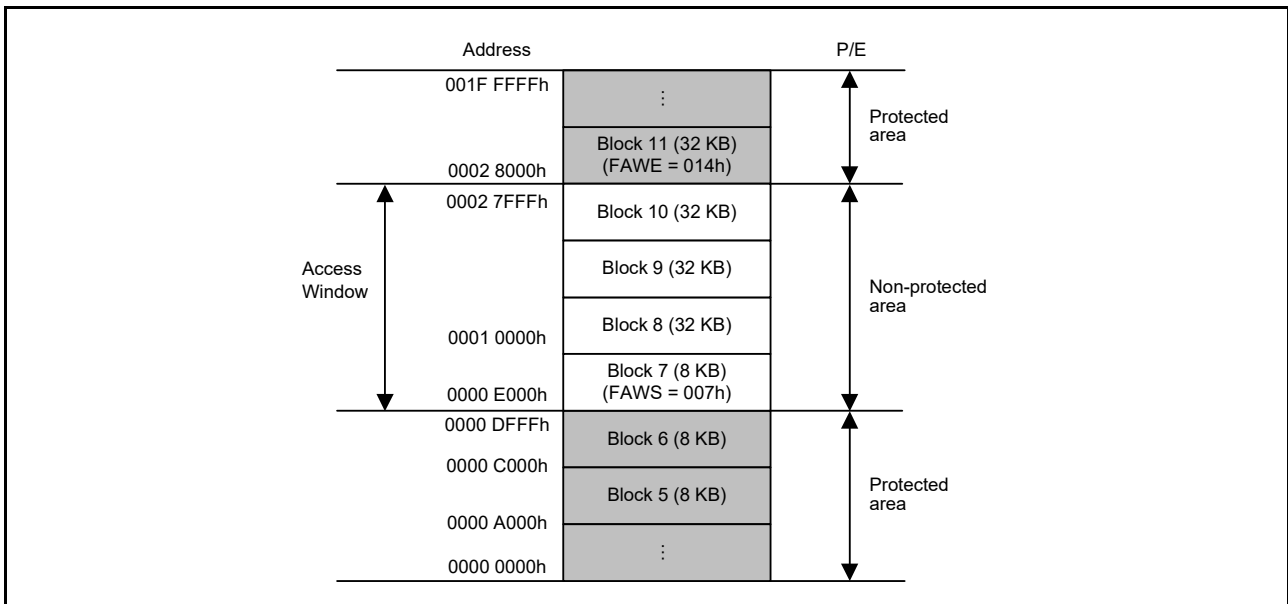 Address P/E
001F FFFFh
⋮
Protected
area
Block 11 (32 KB)
(FAWE = 014h)
0002 8000h
0002 7FFFh
Block 10 (32 KB)
Access
Window
Block 9 (32 KB)
Non-protected
area
Block 8 (32 KB)
0001 0000h
Block 7 (8 KB)
(FAWS = 007h)
0000 E000h
0000 DFFFh
Block 6 (8 KB)
0000 C000h
Block 5 (8 KB)
Protected
area
0000 A000h
⋮
0000 0000h